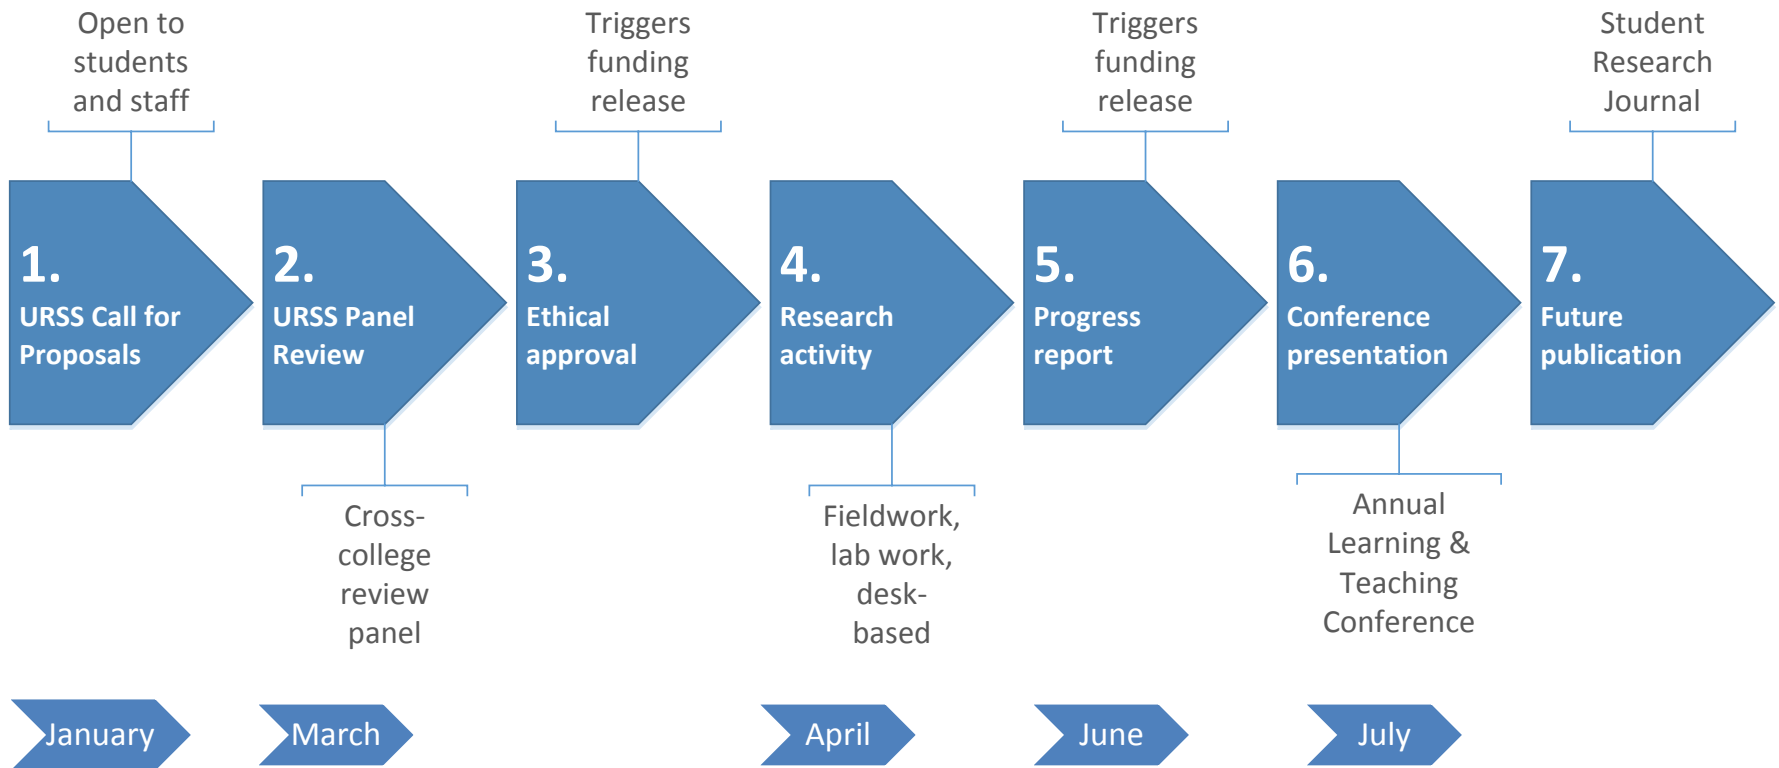 Open to
students
and staff
Triggers
funding
release
Triggers
funding
release
Student
Research
Journal
1.
URSS Call for
Proposals
2.
URSS Panel
Review
3.
Ethical
approval
4.
Research
activity
5.
Progress
report
6.
Conference
presentation
7.
Future
publication
Cross-
college
review
panel
Fieldwork,
lab work,
desk-
based
Annual
Learning &
Teaching
Conference
January
March
April
June
July